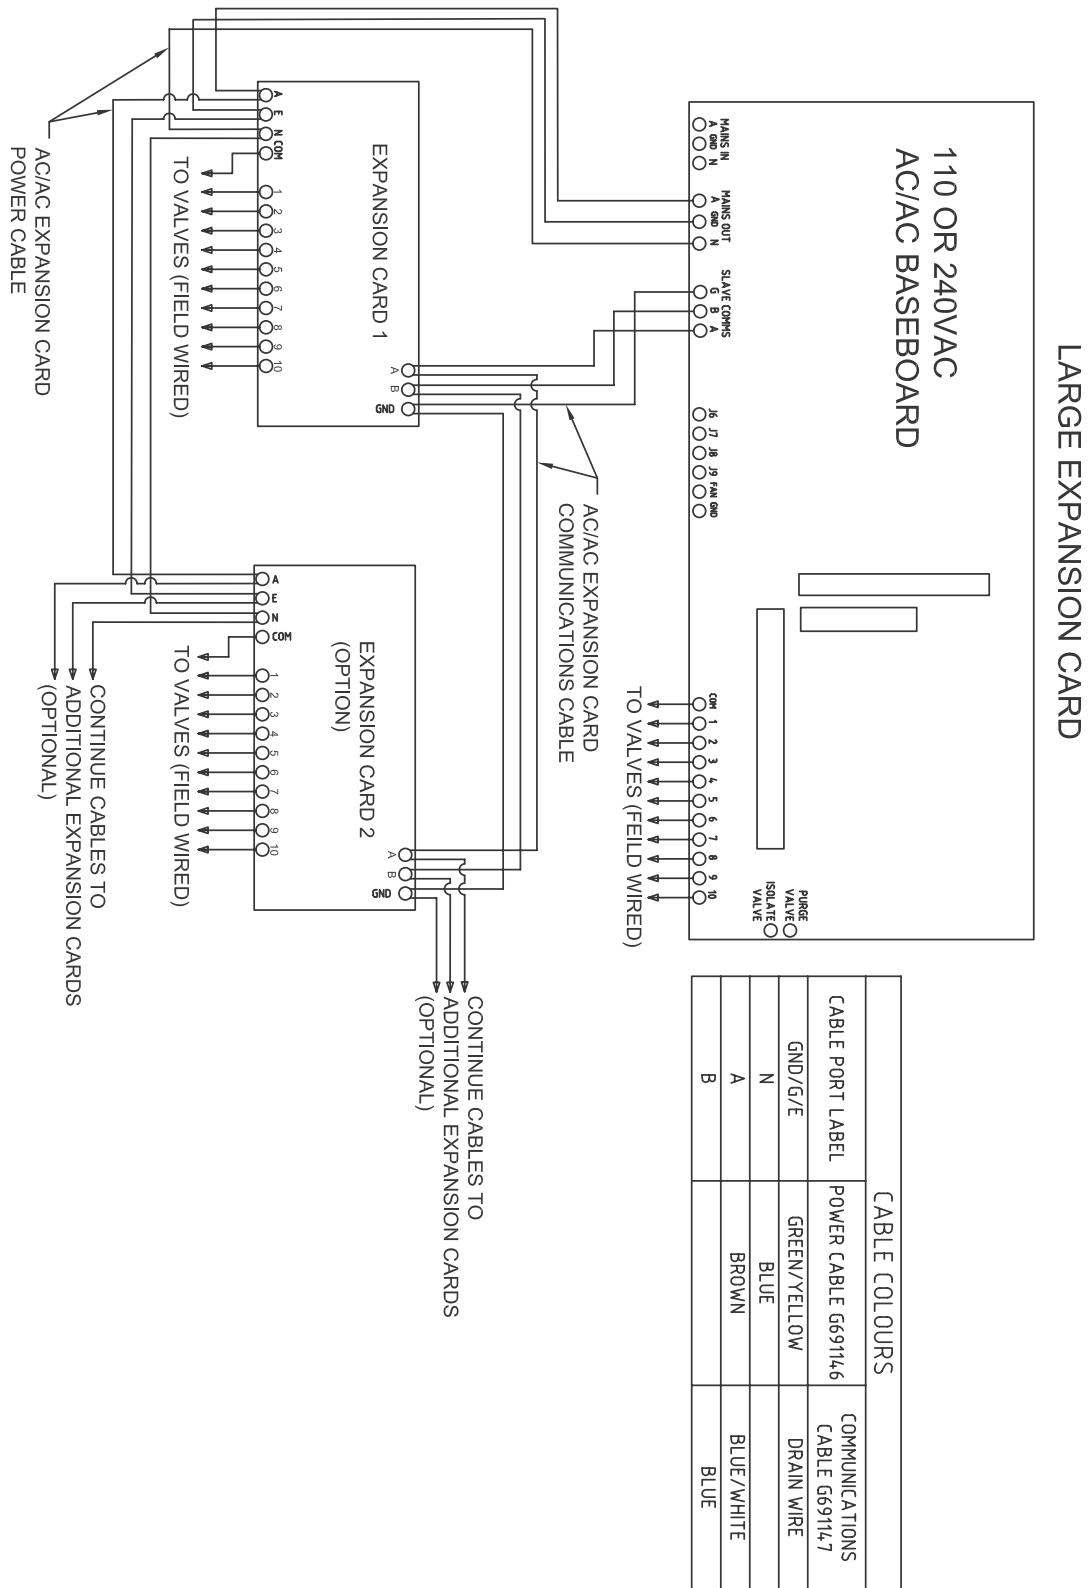 LARGE EXPANSION CARD
110 OR 240VAC
AC/AC BASEBOARD
MAINS IN
A GND N
MAINS OUT
A GND N
SLAVE COMMS
G B A
J6 J7 J8 J9 FAN GND
COM 1 2 3 4 5 6 7 8 9 10
PURGE
VALVE
ISOLATE
VALVE
TO VALVES (FEILD WIRED)
AC/AC EXPANSION CARD
COMMUNICATIONS CABLE
EXPANSION CARD 1
A B GND
A E N COM 1 2 3 4 5 6 7 8 9 10
TO VALVES (FIELD WIRED)
AC/AC EXPANSION CARD
POWER CABLE
EXPANSION CARD 2
(OPTION)
A B GND
A E N COM 1 2 3 4 5 6 7 8 9 10
TO VALVES (FIELD WIRED)
CONTINUE CABLES TO
ADDITIONAL EXPANSION CARDS
(OPTIONAL)
CONTINUE CABLES TO
ADDITIONAL EXPANSION CARDS
(OPTIONAL)
CABLE COLOURS
CABLE PORT LABEL POWER CABLE G691146 COMMUNICATIONS
CABLE G691147
GND/G/E GREEN/YELLOW DRAIN WIRE
N BLUE
A BROWN BLUE/WHITE
B BLUE